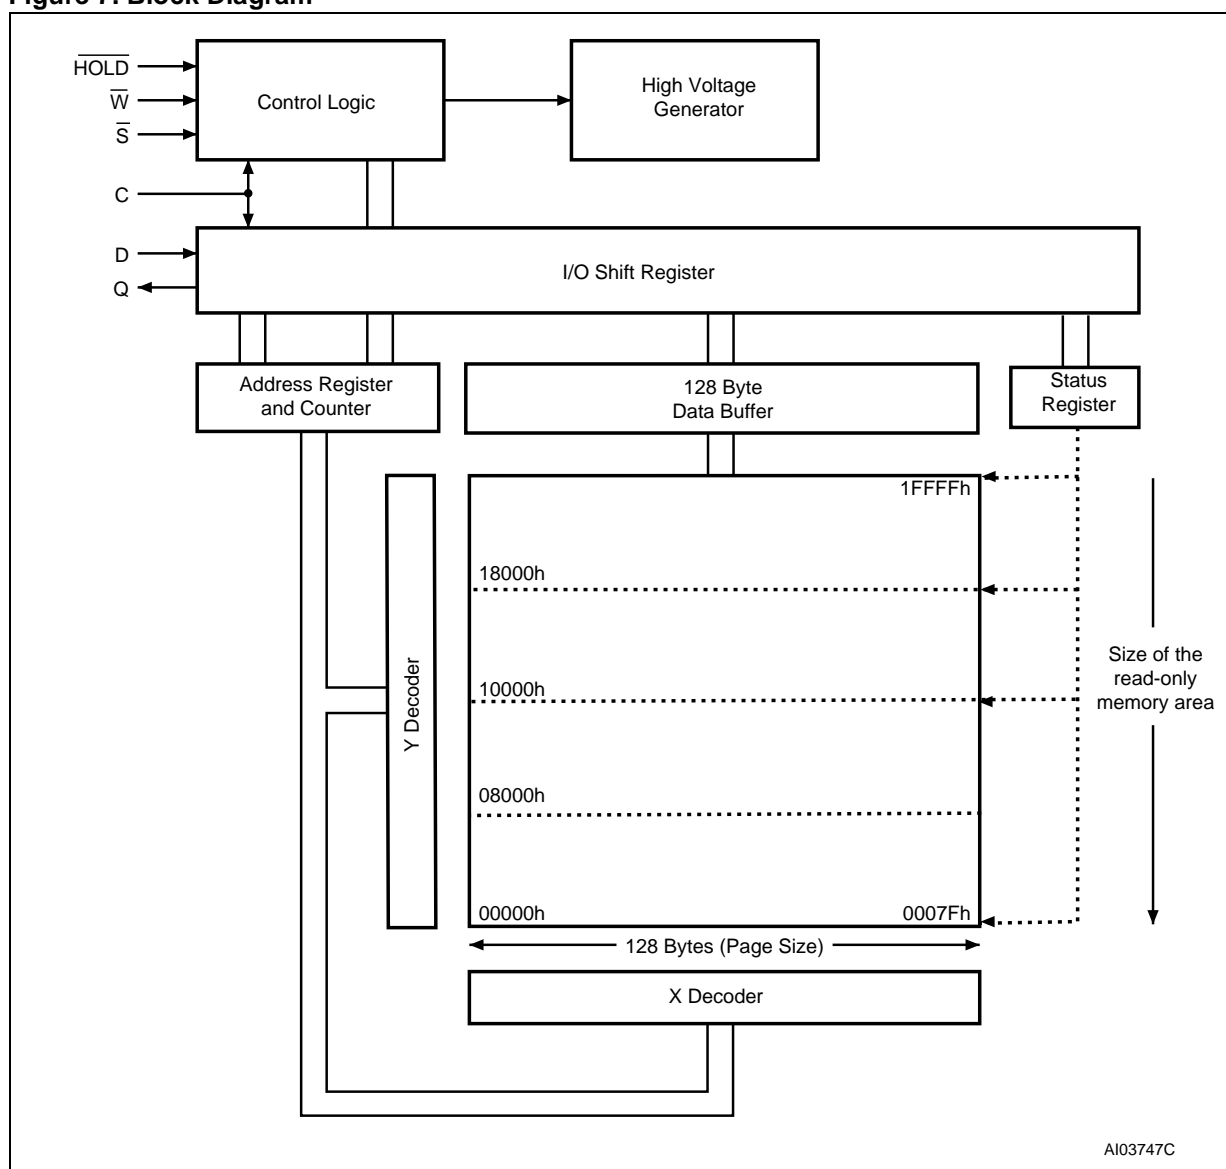 Figure 7. Block Diagram
HOLD
W
S
C
D
Q
Control Logic
High Voltage
Generator
I/O Shift Register
Address Register
and Counter
128 Byte
Data Buffer
Status
Register
1FFFFh
18000h
10000h
08000h
00000h
0007Fh
Y Decoder
Size of the
read-only
memory area
128 Bytes (Page Size)
X Decoder
AI03747C